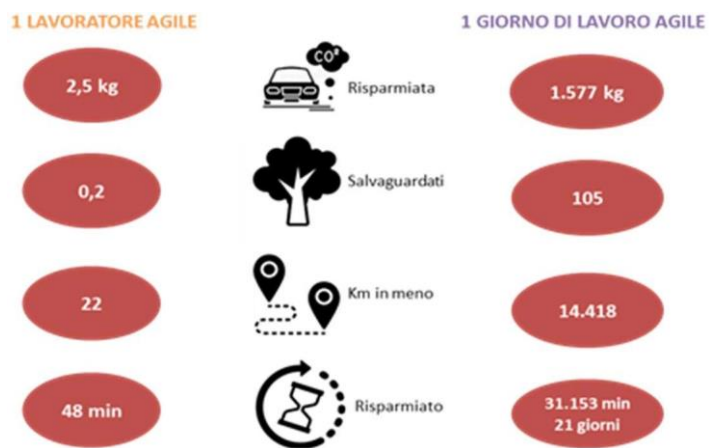 1 LAVORATORE AGILE
1 GIORNO DI LAVORO AGILE
2,5 kg
CO²
Risparmiata
1.577 kg
0,2
Salvaguardati
105
22
Km in meno
14.418
48 min
Risparmiato
31.153 min
21 giorni